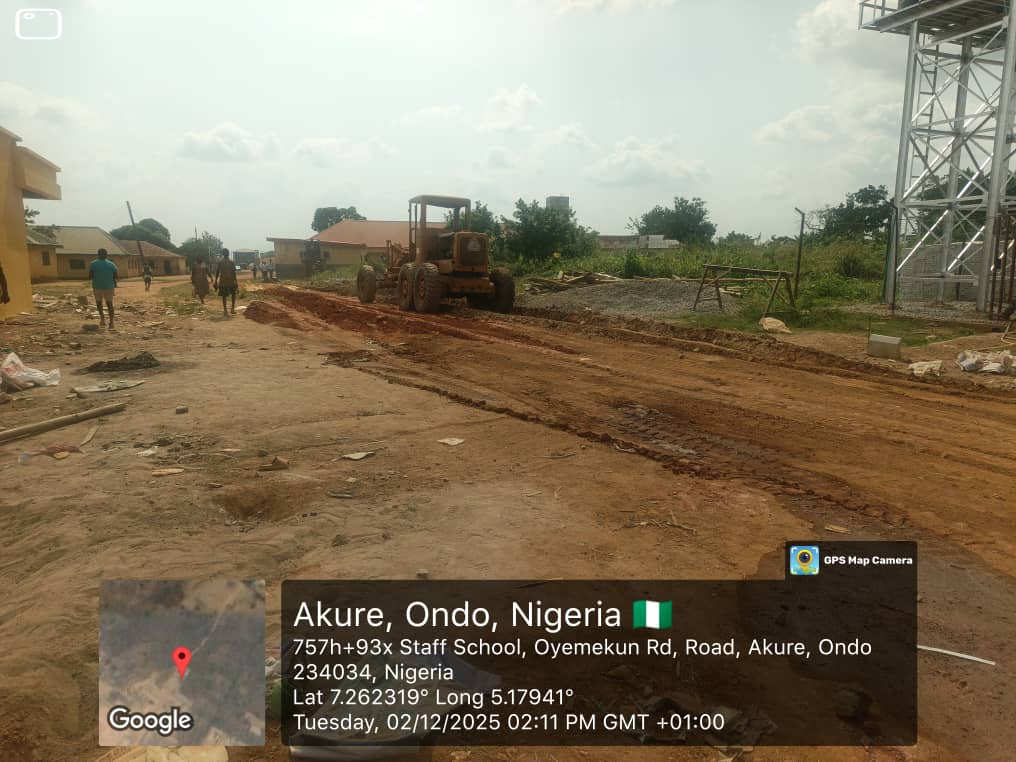 GPS Map Camera
Akure, Ondo, Nigeria
757h+93x Staff School, Oyemekun Rd, Road, Akure, Ondo
234034, Nigeria
Lat 7.262319° Long 5.17941°
Tuesday, 02/12/2025 02:11 PM GMT +01:00
Google